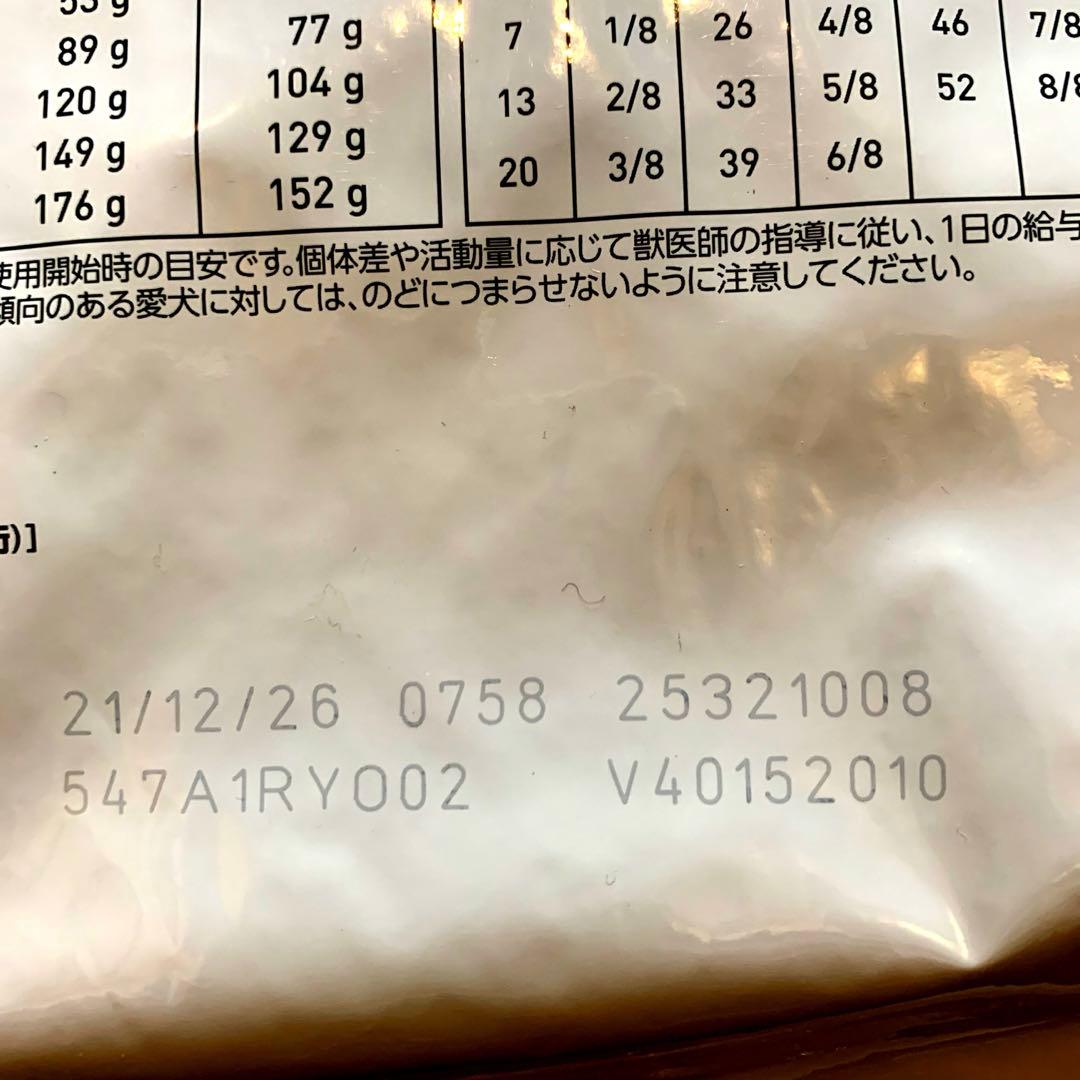 89 g 77 g 7 1/8 26 4/8 46 7/8
120 g 104 g 13 2/8 33 5/8 52
149 g 129 g 20 3/8 39 6/8
176 g 152 g
使用開始時の目安です。個体差や活動量に応じて獣医師の指導に従い、1日の給与
傾向のある愛犬に対しては、のどにつまらせないように注意してください。
)]
21/12/26 0758 25321008
547A1RYO02 V40152010